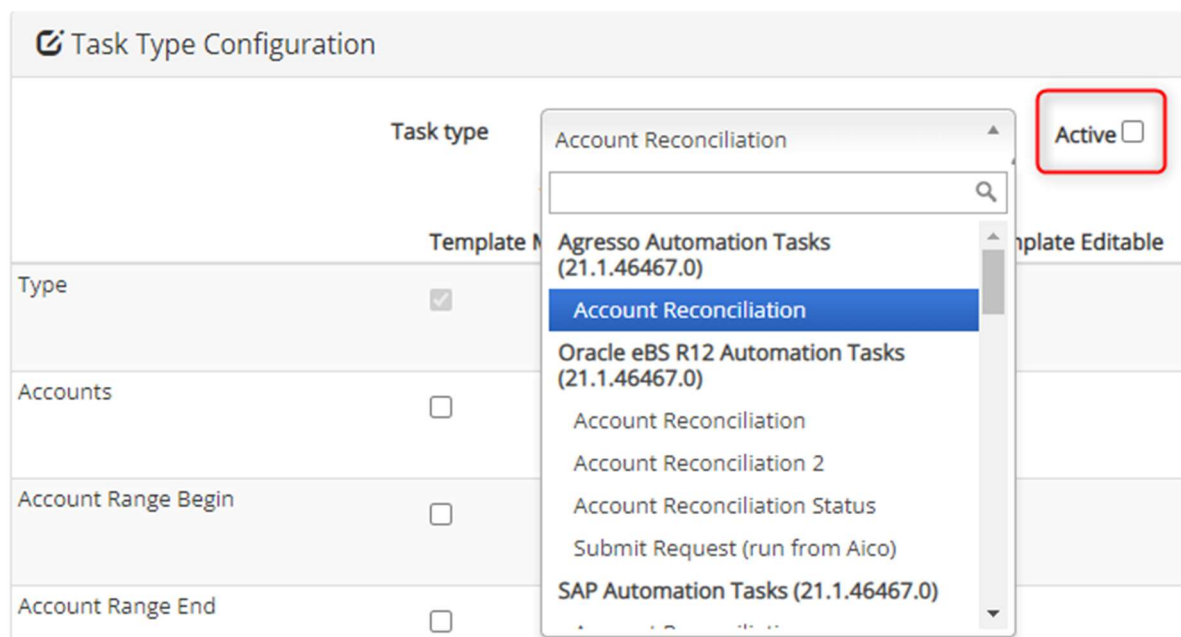 Task Type Configuration
Task type
Account Reconciliation
Active
Template
plate Editable
Agresso Automation Tasks
(21.1.46467.0)
Type
Account Reconciliation
Oracle eBS R12 Automation Tasks
(21.1.46467.0)
Accounts
Account Reconciliation
Account Reconciliation 2
Account Range Begin
Account Reconciliation Status
Submit Request (run from Aico)
SAP Automation Tasks (21.1.46467.0)
Account Range End